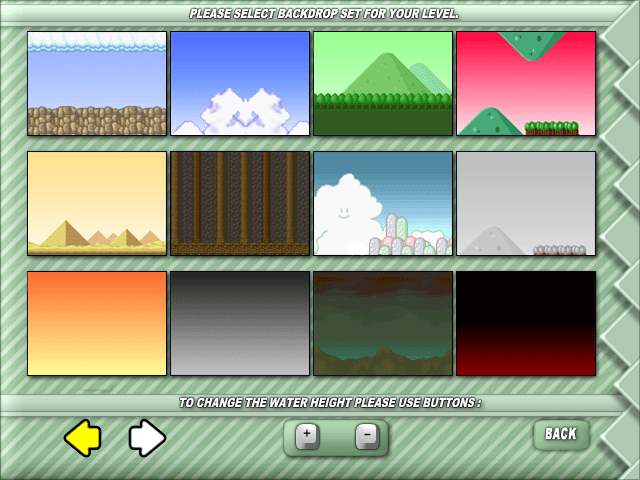 PLEASE SELECT BACKDROP SET FOR YOUR LEVEL.
TO CHANGE THE WATER HEIGHT PLEASE USE BUTTONS :
+ -
BACK